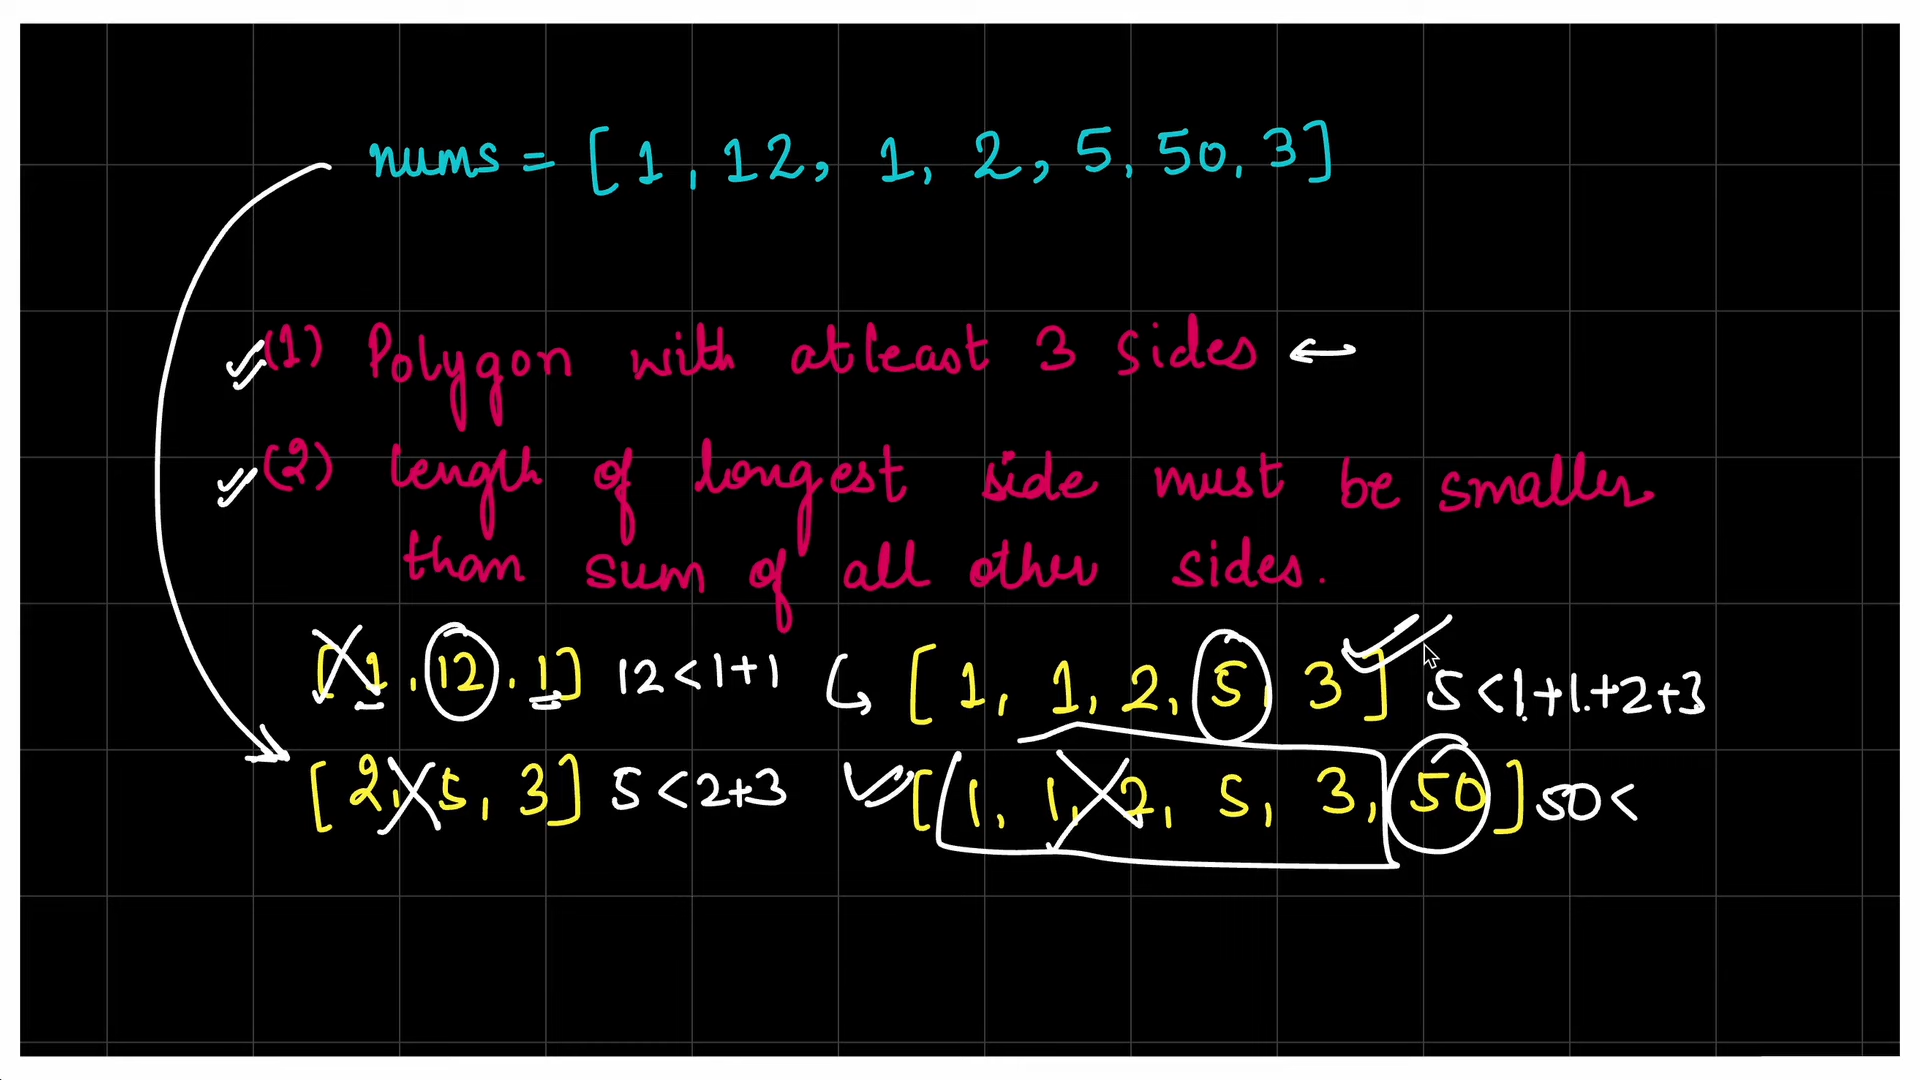 nums = [1, 12, 1, 2, 5, 50, 3]
(1) Polygon with atleast 3 sides ←
(2) length of longest side must be smaller
than sum of all other sides.
[1, 12, 1] 12<1+1
[1, 1, 2, 5, 3] 5<1+1+2+3
[2, 5, 3] 5<2+3
[1, 1, 2, 5, 3, 50] 50<